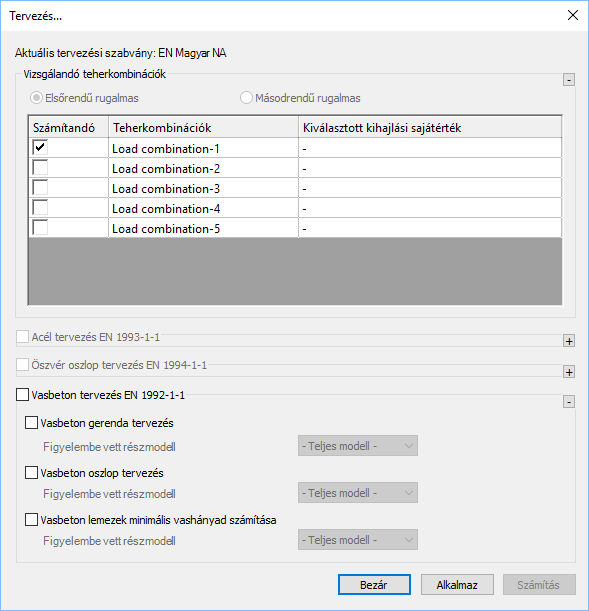 Tervezés...
Aktuális tervezési szabvány: EN Magyar NA
Vizsgálandó teherkombinációk
-
Elsőrendű rugalmas Másodrendű rugalmas
Számítandó Teherkombinációk Kiválasztott kihajlási sajátérték
Load combination-1 -
Load combination-2 -
Load combination-3 -
Load combination-4 -
Load combination-5 -
Acél tervezés EN 1993-1-1 +
Öszvér oszlop tervezés EN 1994-1-1 +
Vasbeton tervezés EN 1992-1-1 -
Vasbeton gerenda tervezés
Figyelembe vett részmodell - Teljes modell -
Vasbeton oszlop tervezés
Figyelembe vett részmodell - Teljes modell -
Vasbeton lemezek minimális vashányad számítása
Figyelembe vett részmodell - Teljes modell -
Bezár Alkalmaz Számítás